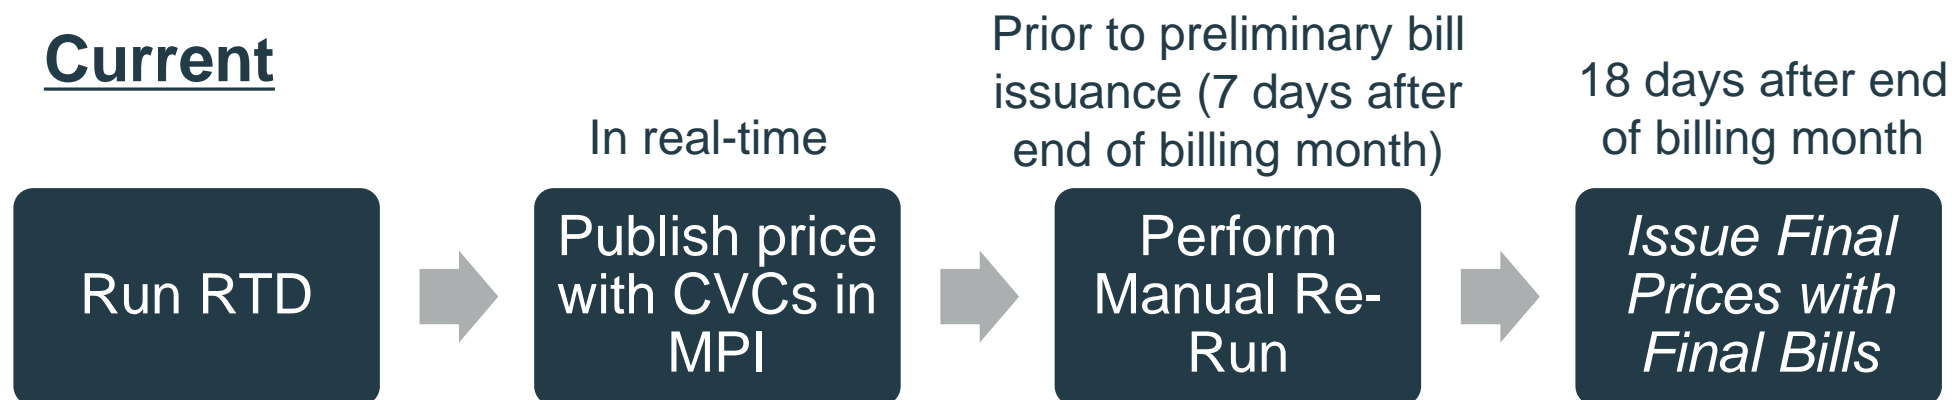 Current
In real-time
Prior to preliminary bill
issuance (7 days after
end of billing month)
18 days after end
of billing month
Run RTD
Publish price
with CVCs in
MPI
Perform
Manual Re-
Run
Issue Final
Prices with
Final Bills